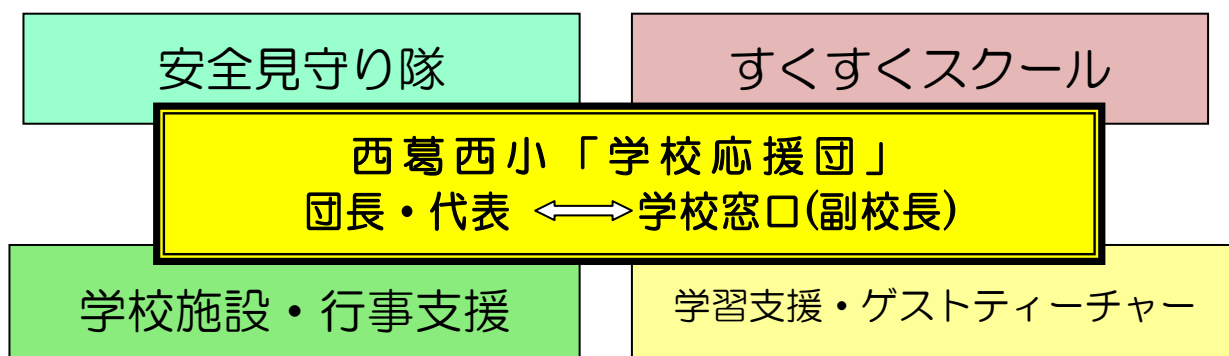 安全見守り隊
すくすくスクール
西葛西小「学校応援団」
団長・代表 ⇔学校窓口(副校長)
学校施設・行事支援
学習支援・ゲストティーチャー